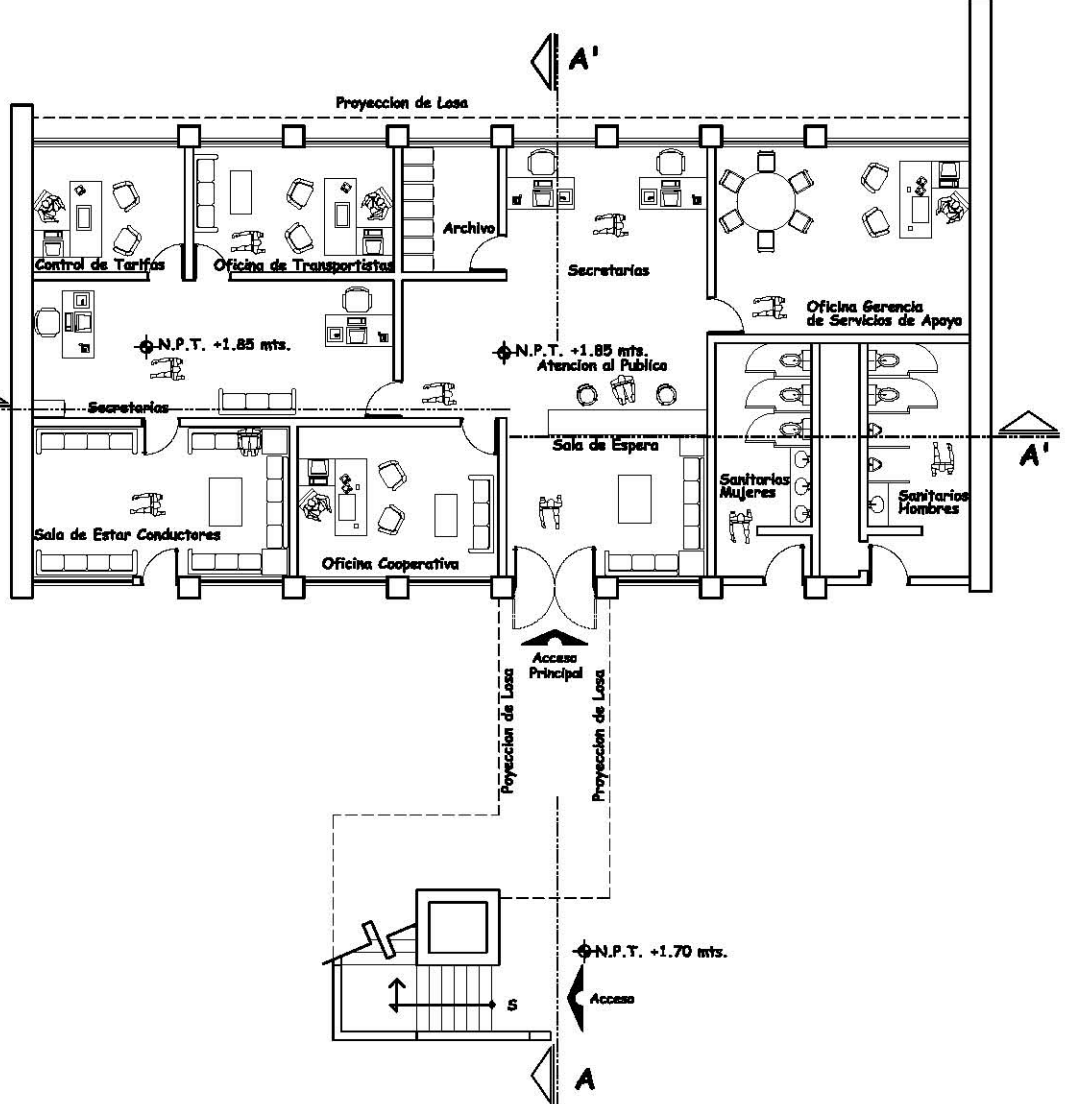 A'
Proyeccion de Losa
Archivo
Control de Tarifas
Oficina de Transportistas
Secretarias
Oficina Gerencia
de Servicios de Apoyo
N.P.T. +1.85 mts.
N.P.T. +1.85 mts.
Atencion al Publico
Secretarias
Sala de Espera
A'
Sanitarios
Mujeres
Sanitarios
Hombres
Sala de Estar Conductores
Oficina Cooperativa
Acceso
Principal
Poyeccion de Losa
Proyeccion de Losa
N.P.T. +1.70 mts.
S
Acceso
A